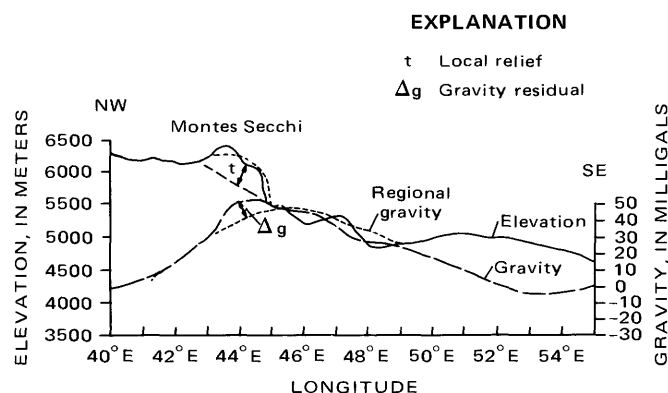 EXPLANATION
t Local relief
Δg Gravity residual
NW
Montes Secchi
SE
ELEVATION, IN METERS
6500
6000
5500
5000
4500
4000
3500
t
Δg
Regional gravity
Elevation
Gravity
50
40
30
20
10
0
-10
-20
-30
GRAVITY, IN MILLIGALS
40°E 42°E 44°E 46°E 48°E 50°E 52°E 54°E
LONGITUDE